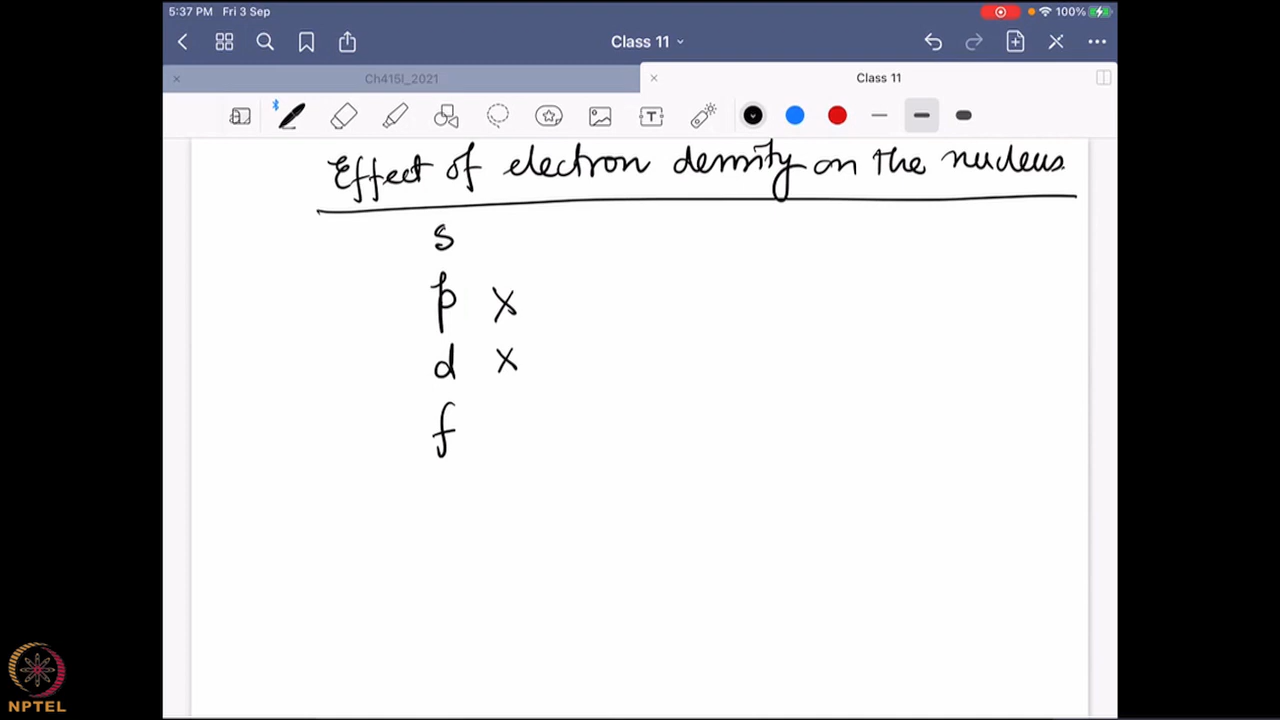 5:37 PM Fri 3 Sep 100%
Class 11
Ch415I_2021 Class 11
T
Effect of electron density on the nucleus
s
p X
d X
f
NPTEL